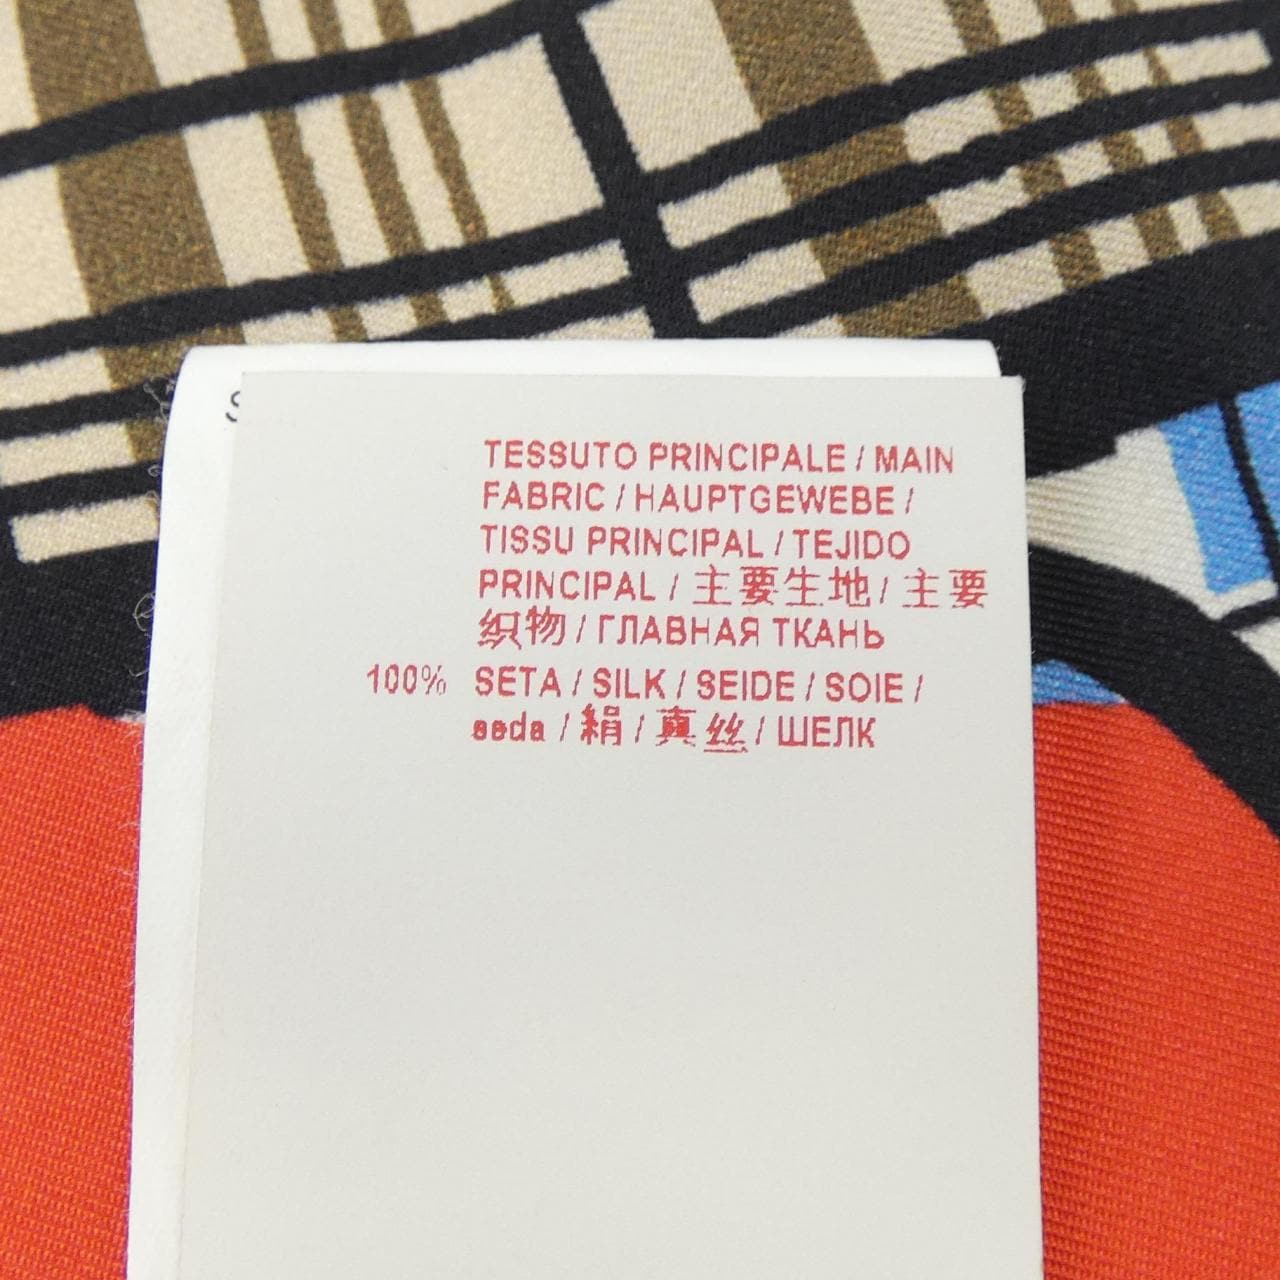 S
TESSUTO PRINCIPALE / MAIN
FABRIC / HAUPTGEWEBE /
TISSU PRINCIPAL / TEJIDO
PRINCIPAL / 主要生地 / 主要
织物 / ГЛАВНАЯ ТКАНЬ
100% SETA / SILK / SEIDE / SOIE /
seda / 絹 / 真丝 / ШЕЛК